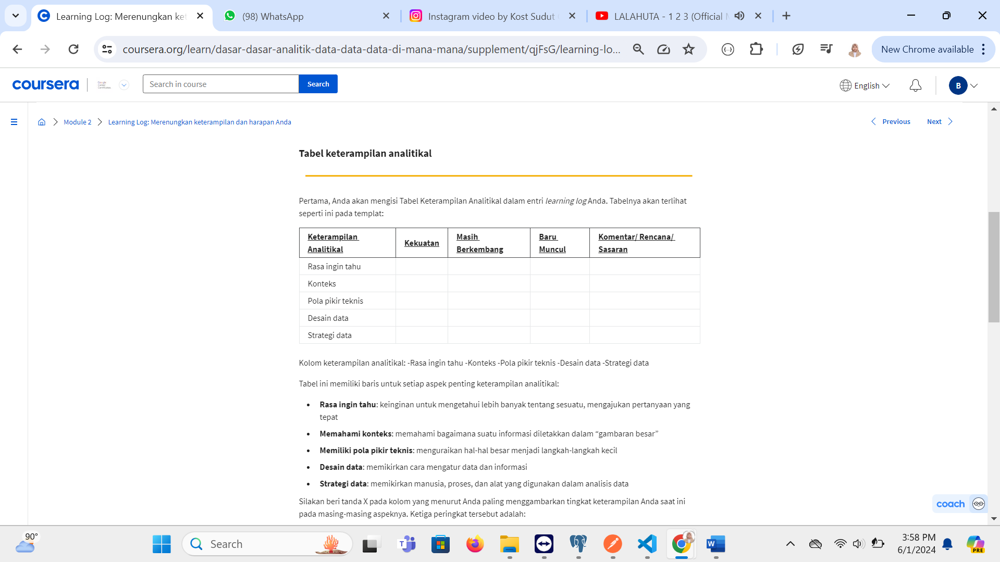 Learning Log: Merenungkan ket
(98) WhatsApp
Instagram video by Kost Sudut
LALAHUTA - 1 2 3 (Official
coursera.org/learn/dasar-dasar-analitik-data-data-data-di-mana-mana/supplement/qjFsG/learning-lo...
New Chrome available
coursera
Google
Career
Certificates
Search in course
Search
English
B
Module 2
Learning Log: Merenungkan keterampilan dan harapan Anda
Previous
Next
Tabel keterampilan analitikal
Pertama, Anda akan mengisi Tabel Keterampilan Analitikal dalam entri learning log Anda. Tabelnya akan terlihat
seperti ini pada templat:
Keterampilan Analitikal
Kekuatan
Masih Berkembang
Baru Muncul
Komentar/ Rencana/ Sasaran
Rasa ingin tahu
Konteks
Pola pikir teknis
Desain data
Strategi data
Kolom keterampilan analitikal: -Rasa ingin tahu -Konteks -Pola pikir teknis -Desain data -Strategi data
Tabel ini memiliki baris untuk setiap aspek penting keterampilan analitikal:
• Rasa ingin tahu: keinginan untuk mengetahui lebih banyak tentang sesuatu, mengajukan pertanyaan yang
tepat
• Memahami konteks: memahami bagaimana suatu informasi diletakkan dalam “gambaran besar”
• Memiliki pola pikir teknis: menguraikan hal-hal besar menjadi langkah-langkah kecil
• Desain data: memikirkan cara mengatur data dan informasi
• Strategi data: memikirkan manusia, proses, dan alat yang digunakan dalam analisis data
Silakan beri tanda X pada kolom yang menurut Anda paling menggambarkan tingkat keterampilan Anda saat ini
pada masing-masing aspeknya. Ketiga peringkat tersebut adalah:
coach
90°
Search
3:58 PM
6/1/2024
PRE